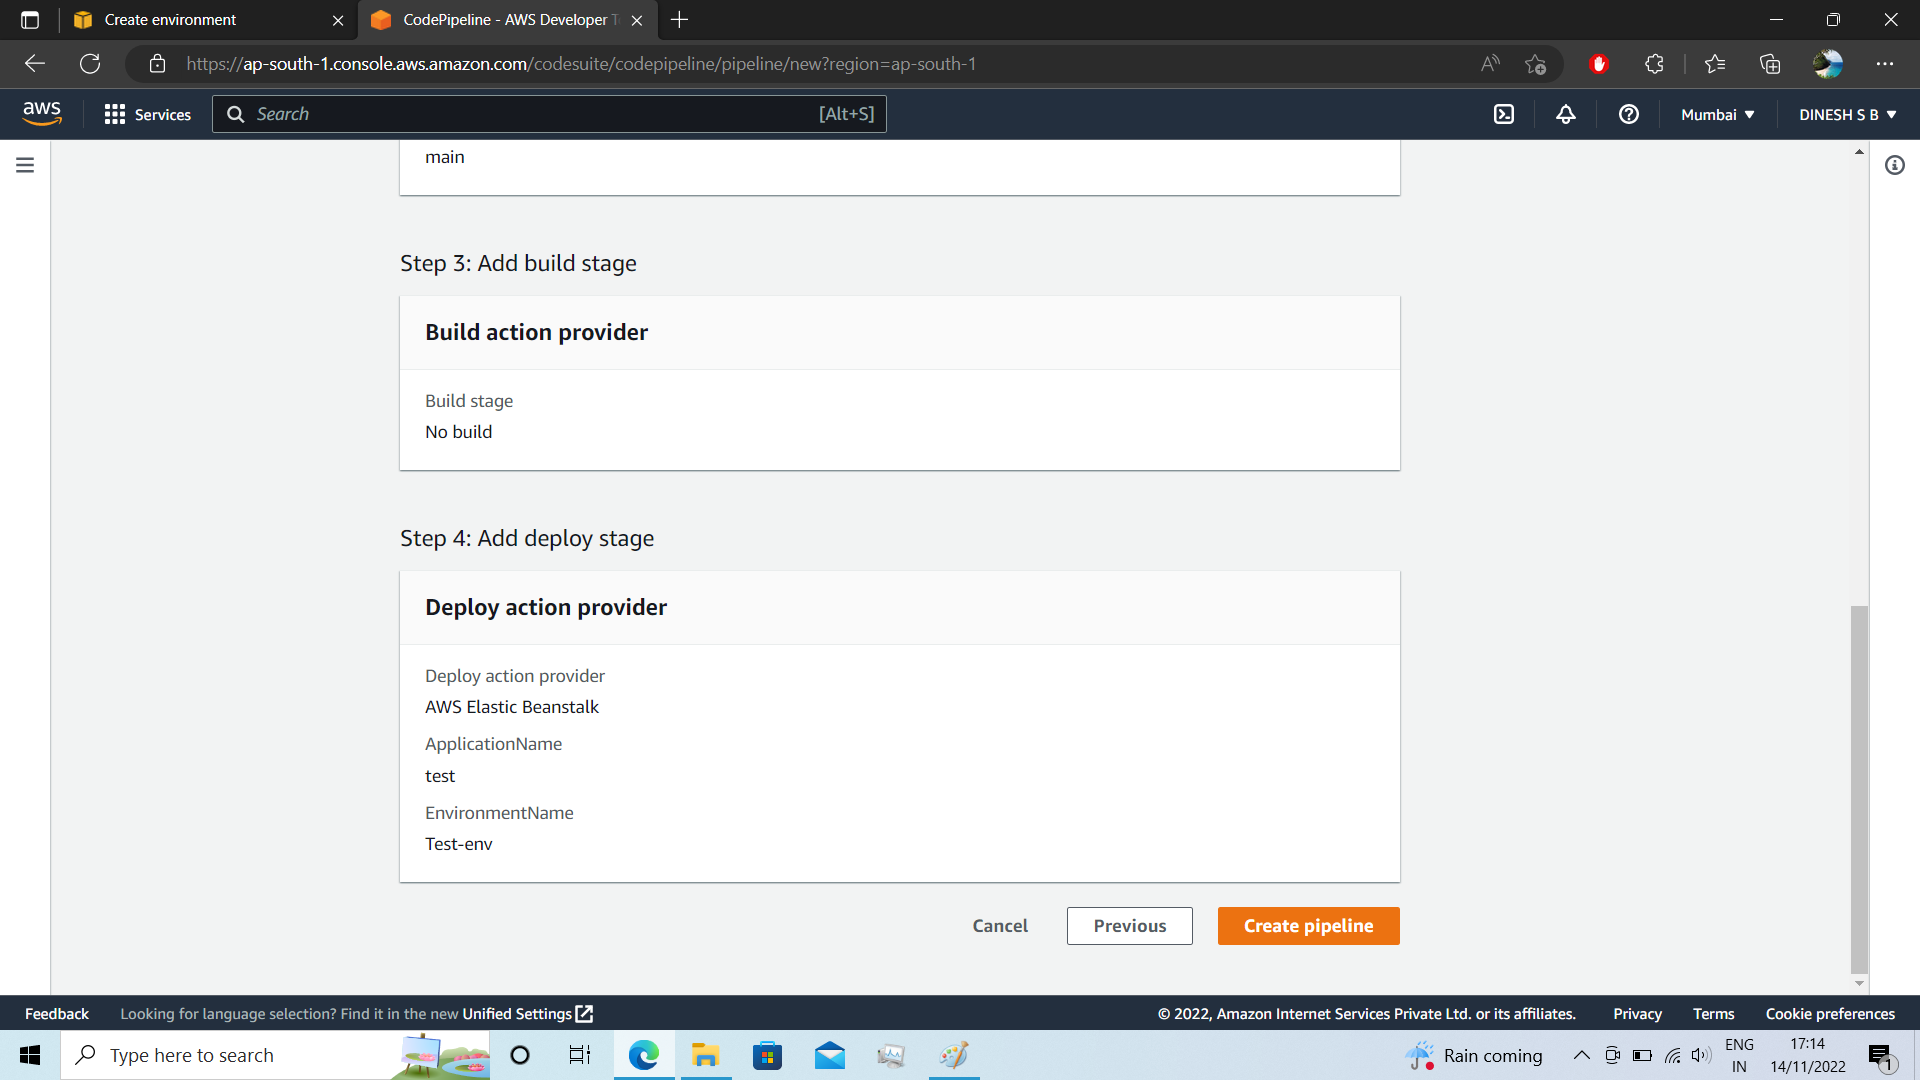 Create environment
CodePipeline - AWS Developer T
https://ap-south-1.console.aws.amazon.com/codesuite/codepipeline/pipeline/new?region=ap-south-1
aws
Services
Search
[Alt+S]
Mumbai
DINESH S B
main
Step 3: Add build stage
Build action provider
Build stage
No build
Step 4: Add deploy stage
Deploy action provider
Deploy action provider
AWS Elastic Beanstalk
ApplicationName
test
EnvironmentName
Test-env
Cancel
Previous
Create pipeline
Feedback
Looking for language selection? Find it in the new Unified Settings
© 2022, Amazon Internet Services Private Ltd. or its affiliates.
Privacy
Terms
Cookie preferences
Type here to search
Rain coming
ENG
IN
17:14
14/11/2022
1